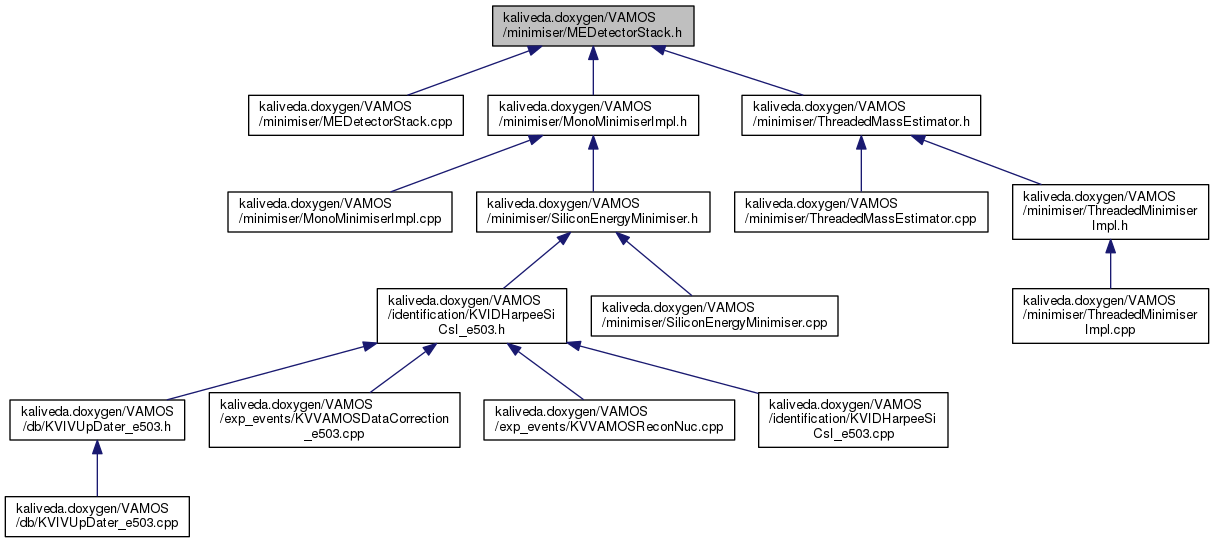 kaliveda.doxygen/VAMOS
/minimiser/MEDetectorStack.h
kaliveda.doxygen/VAMOS
/minimiser/MEDetectorStack.cpp
kaliveda.doxygen/VAMOS
/minimiser/MonoMinimiserImpl.h
kaliveda.doxygen/VAMOS
/minimiser/ThreadedMassEstimator.h
kaliveda.doxygen/VAMOS
/minimiser/MonoMinimiserImpl.cpp
kaliveda.doxygen/VAMOS
/minimiser/SiliconEnergyMinimiser.h
kaliveda.doxygen/VAMOS
/minimiser/ThreadedMassEstimator.cpp
kaliveda.doxygen/VAMOS
/minimiser/ThreadedMinimiser
Impl.h
kaliveda.doxygen/VAMOS
/identification/KVIDHarpeeSi
CsI_e503.h
kaliveda.doxygen/VAMOS
/minimiser/SiliconEnergyMinimiser.cpp
kaliveda.doxygen/VAMOS
/minimiser/ThreadedMinimiser
Impl.cpp
kaliveda.doxygen/VAMOS
/db/KVIVUpDater_e503.h
kaliveda.doxygen/VAMOS
/exp_events/KVVAMOSDataCorrection
_e503.cpp
kaliveda.doxygen/VAMOS
/exp_events/KVVAMOSReconNuc.cpp
kaliveda.doxygen/VAMOS
/identification/KVIDHarpeeSi
CsI_e503.cpp
kaliveda.doxygen/VAMOS
/db/KVIVUpDater_e503.cpp